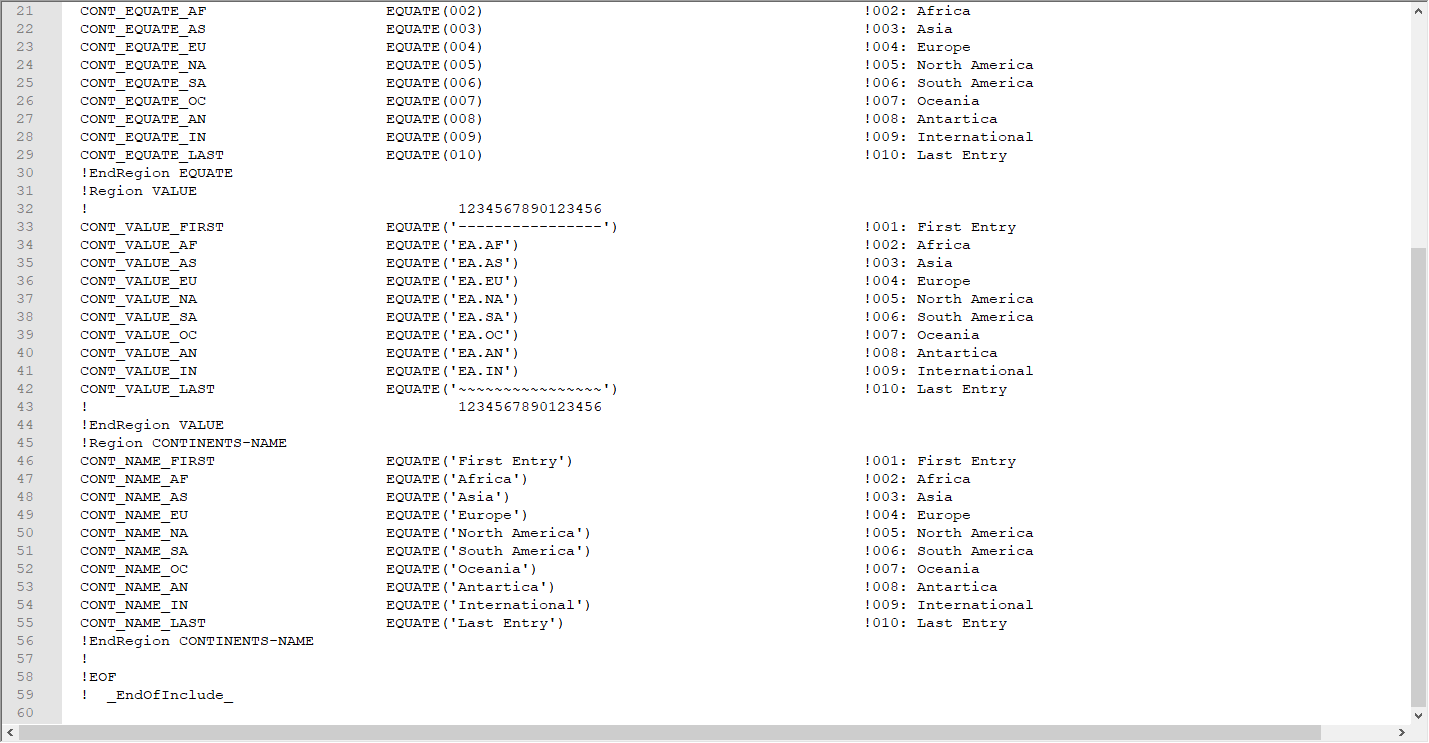 21 CONT_EQUATE_AF EQUATE(002) !002: Africa
22 CONT_EQUATE_AS EQUATE(003) !003: Asia
23 CONT_EQUATE_EU EQUATE(004) !004: Europe
24 CONT_EQUATE_NA EQUATE(005) !005: North America
25 CONT_EQUATE_SA EQUATE(006) !006: South America
26 CONT_EQUATE_OC EQUATE(007) !007: Oceania
27 CONT_EQUATE_AN EQUATE(008) !008: Antartica
28 CONT_EQUATE_IN EQUATE(009) !009: International
29 CONT_EQUATE_LAST EQUATE(010) !010: Last Entry
30 !EndRegion EQUATE
31 !Region VALUE
32 ! 1234567890123456
33 CONT_VALUE_FIRST EQUATE('----------------') !001: First Entry
34 CONT_VALUE_AF EQUATE('EA.AF') !002: Africa
35 CONT_VALUE_AS EQUATE('EA.AS') !003: Asia
36 CONT_VALUE_EU EQUATE('EA.EU') !004: Europe
37 CONT_VALUE_NA EQUATE('EA.NA') !005: North America
38 CONT_VALUE_SA EQUATE('EA.SA') !006: South America
39 CONT_VALUE_OC EQUATE('EA.OC') !007: Oceania
40 CONT_VALUE_AN EQUATE('EA.AN') !008: Antartica
41 CONT_VALUE_IN EQUATE('EA.IN') !009: International
42 CONT_VALUE_LAST EQUATE('~~~~~~~~~~~~~~~~') !010: Last Entry
43 ! 1234567890123456
44 !EndRegion VALUE
45 !Region CONTINENTS-NAME
46 CONT_NAME_FIRST EQUATE('First Entry') !001: First Entry
47 CONT_NAME_AF EQUATE('Africa') !002: Africa
48 CONT_NAME_AS EQUATE('Asia') !003: Asia
49 CONT_NAME_EU EQUATE('Europe') !004: Europe
50 CONT_NAME_NA EQUATE('North America') !005: North America
51 CONT_NAME_SA EQUATE('South America') !006: South America
52 CONT_NAME_OC EQUATE('Oceania') !007: Oceania
53 CONT_NAME_AN EQUATE('Antartica') !008: Antartica
54 CONT_NAME_IN EQUATE('International') !009: International
55 CONT_NAME_LAST EQUATE('Last Entry') !010: Last Entry
56 !EndRegion CONTINENTS-NAME
57 !
58 !EOF
59 ! _EndOfInclude_
60